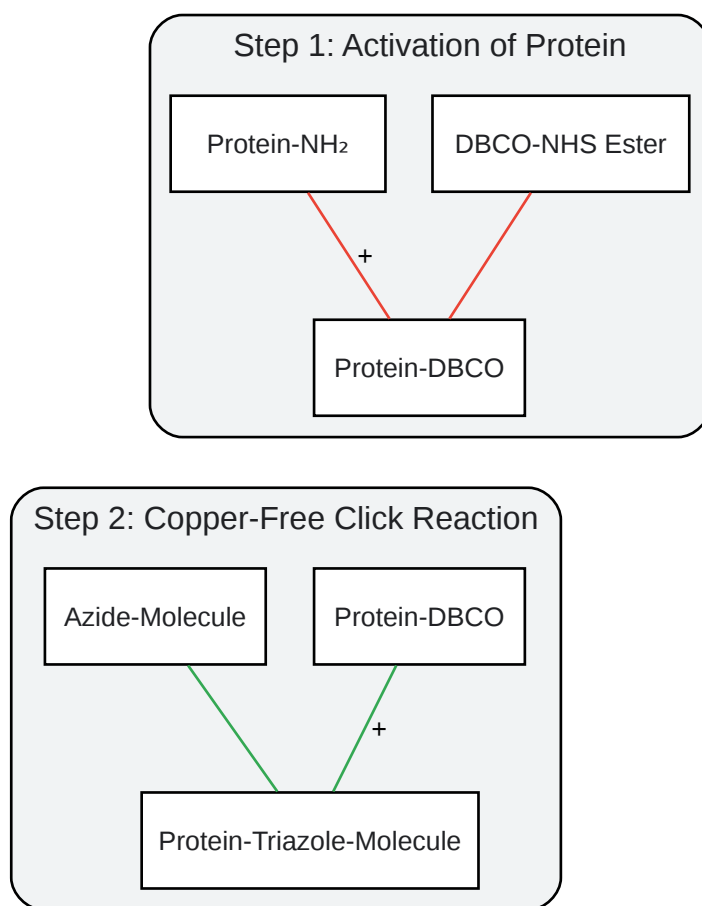 Step 1: Activation of Protein
Protein-NH₂
DBCO-NHS Ester
+
Protein-DBCO
Step 2: Copper-Free Click Reaction
Azide-Molecule
Protein-DBCO
+
Protein-Triazole-Molecule